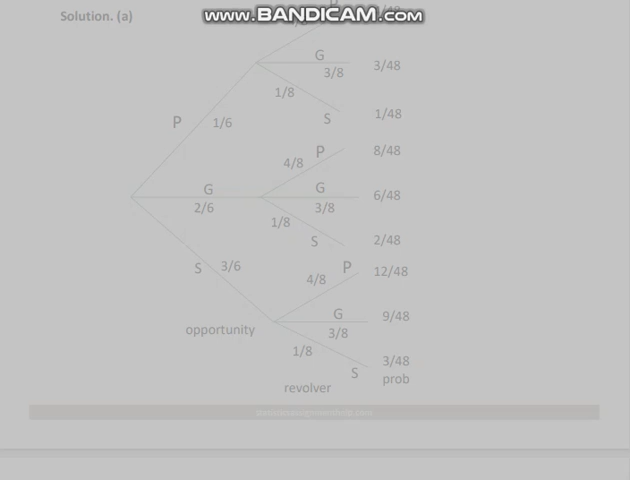 www.BANDICAM.com
Solution. (a)
G
3/8
3/48
1/8
S
1/48
P
1/6
P
4/8
8/48
G
2/6
G
3/8
6/48
1/8
S
2/48
S 3/6
P
4/8
12/48
G
3/8
9/48
opportunity
1/8
S
3/48
prob
revolver